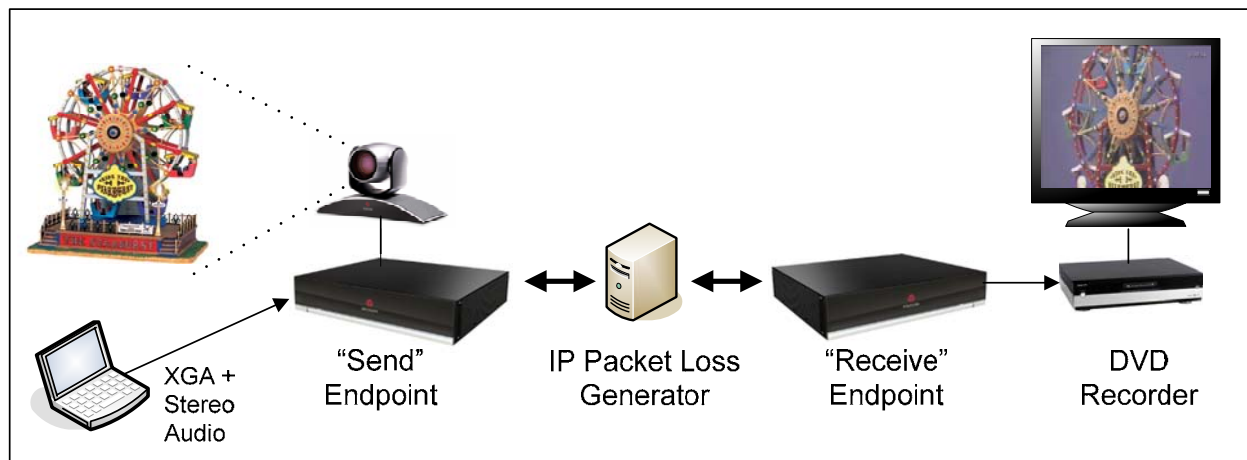 XGA +
Stereo
Audio
“Send”
Endpoint
IP Packet Loss
Generator
“Receive”
Endpoint
DVD
Recorder